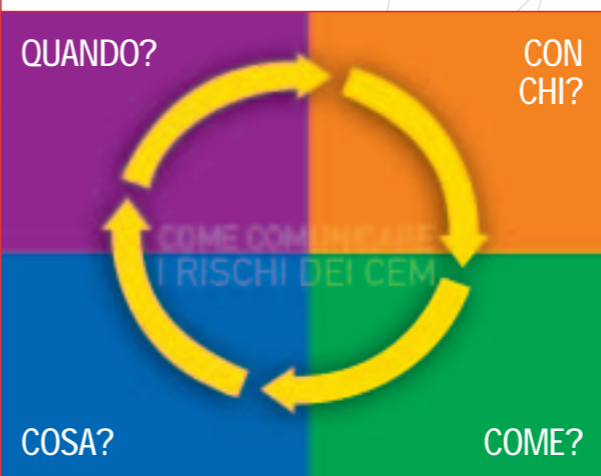 QUANDO?
CON
CHI?
COME COMUNICARE
I RISCHI DEI CEM
COSA?
COME?